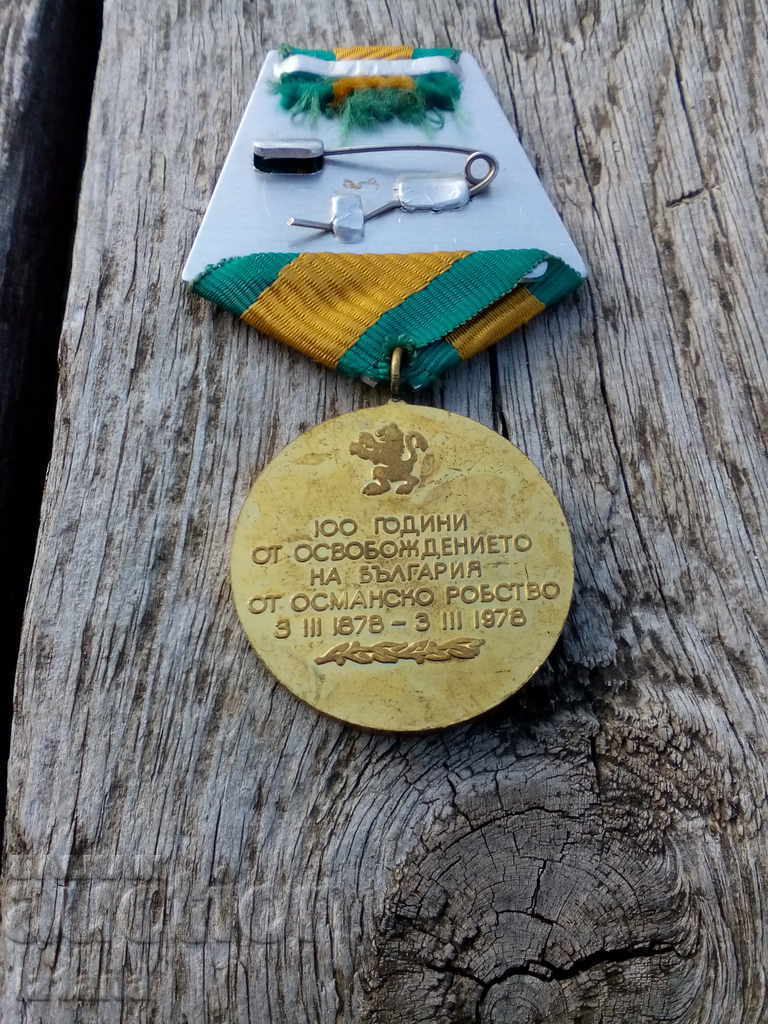 100 ГОДИНИ
ОТ ОСВОБОЖДЕНИЕТО
НА БЪЛГАРИЯ
ОТ ОСМАНСКО РОБСТВО
3 III 1878 – 3 III 1978